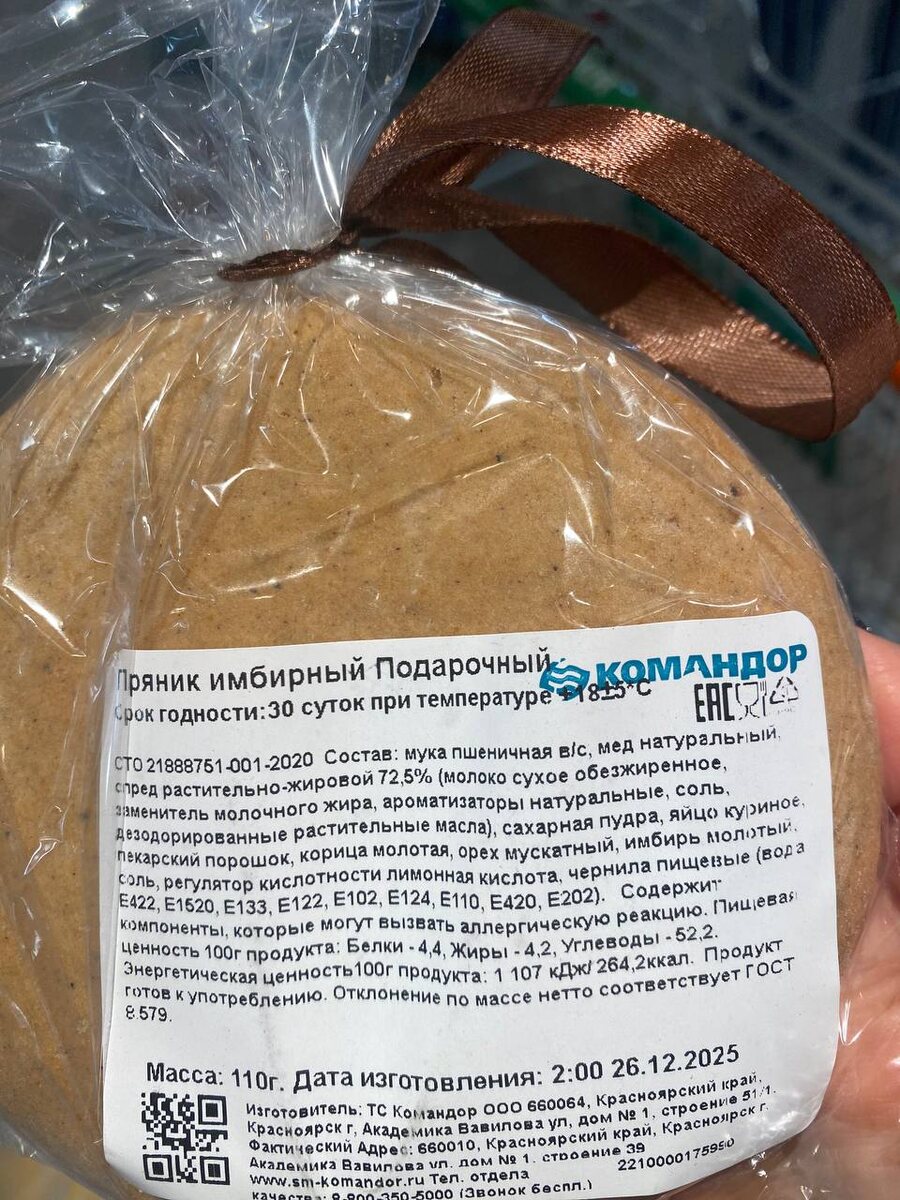 Пряник имбирный Подарочный
КОМАНДОР
Срок годности:30 суток при температуре +18±5°С
ЕАС
СТО 21888751-001-2020 Состав: мука пшеничная в/с, мед натуральный,
спред растительно-жировой 72,5% (молоко сухое обезжиренное,
заменитель молочного жира, ароматизаторы натуральные, соль,
дезодорированные растительные масла), сахарная пудра, яйцо куриное,
пекарский порошок, корица молотая, орех мускатный, имбирь молотый,
соль, регулятор кислотности лимонная кислота, чернила пищевые (вода
Е422, Е1520, Е133, Е122, Е102, Е124, Е110, Е420, Е202). Содержит
компоненты, которые могут вызвать аллергическую реакцию. Пищевая
ценность 100г продукта: Белки - 4,4, Жиры - 4,2, Углеводы - 52,2.
Энергетическая ценность100г продукта: 1 107 кДж/ 264,2ккал. Продукт
готов к употреблению. Отклонение по массе нетто соответствует ГОСТ
8.579.
Масса: 110г. Дата изготовления: 2:00 26.12.2025
Изготовитель: ТС Командор ООО 660064, Красноярский край,
Красноярск г, Академика Вавилова ул, дом № 1, строение 51/1.
Фактический Адрес: 660010, Красноярский край, Красноярск г.
Академика Вавилова ул. дом № 1. строение 39
2210000175990
www.sm-komandor.ru Тел. отдела
качества: 8-800-350-5000 (Звонок беспл.)